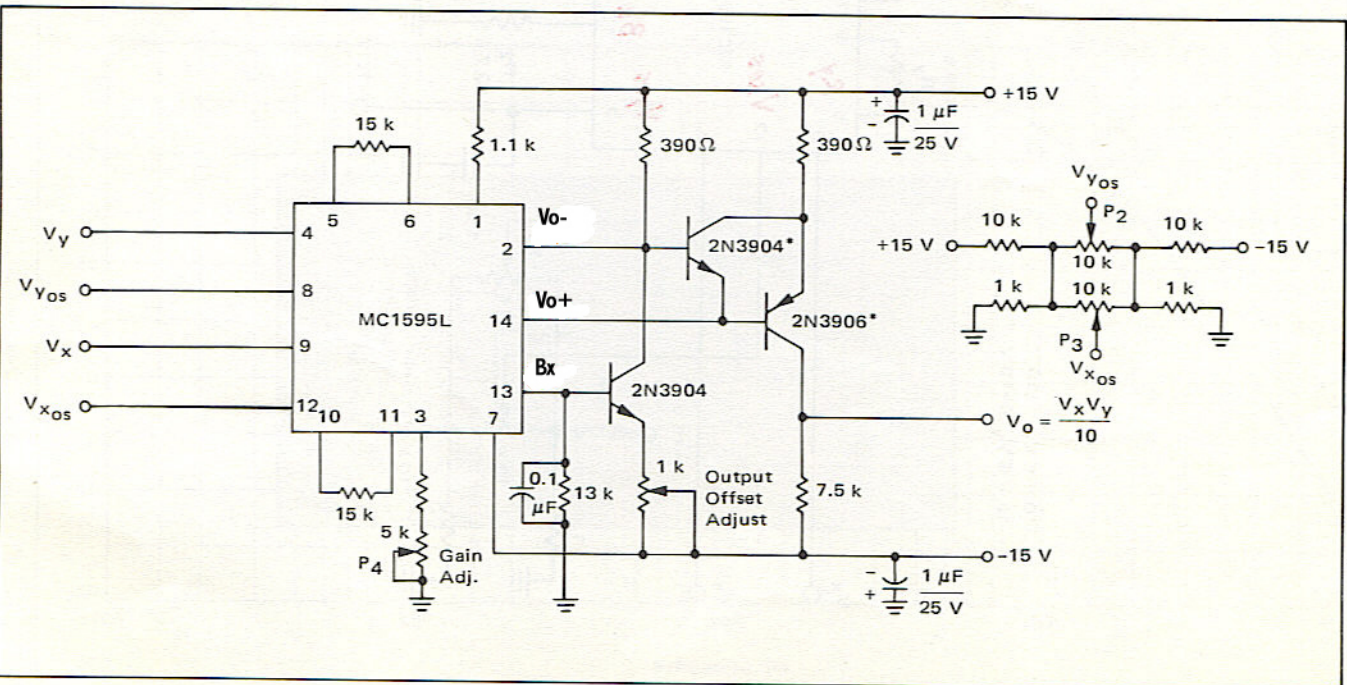 15 k
1.1 k
390Ω
390Ω
+
-
1 μF
25 V
+15 V
5
6
1
Vy
4
Vyos
8
MC1595L
Vx
9
Vxos
12
10
11
3
7
2
14
13
Vo-
Vo+
Bx
2N3904*
2N3906*
2N3904
Vyos
P2
10 k
10 k
+15 V
-15 V
10 k
1 k
10 k
1 k
P3
Vxos
Vo = VxVy
10
15 k
5 k
P4
Gain
Adj.
0.1
μF
13 k
1 k
Output
Offset
Adjust
7.5 k
-15 V
-
+
1 μF
25 V